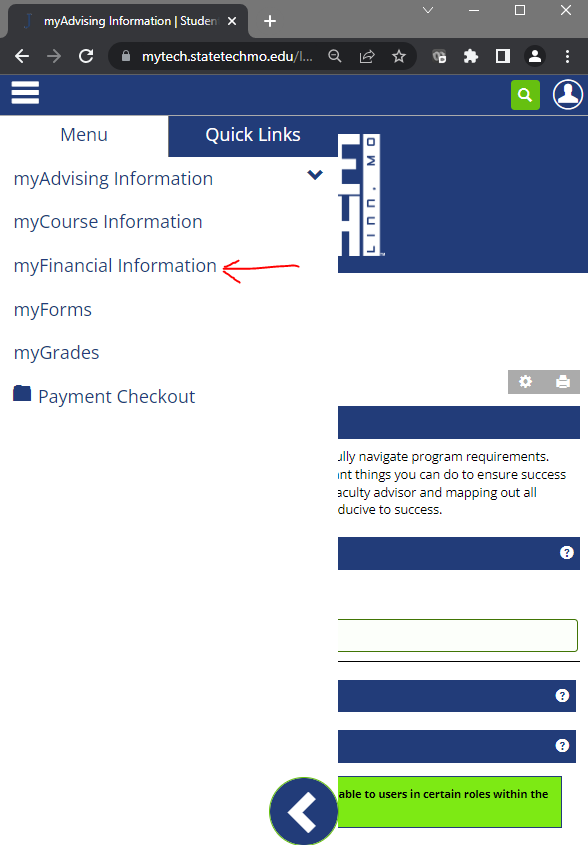 myAdvising Information | Studen
mytech.statetechmo.edu/I...
Menu
Quick Links
myAdvising Information
myCourse Information
myFinancial Information
myForms
myGrades
Payment Checkout
LINN, MO
ully navigate program requirements.
nt things you can do to ensure success
aculty advisor and mapping out all
ducive to success.
able to users in certain roles within the